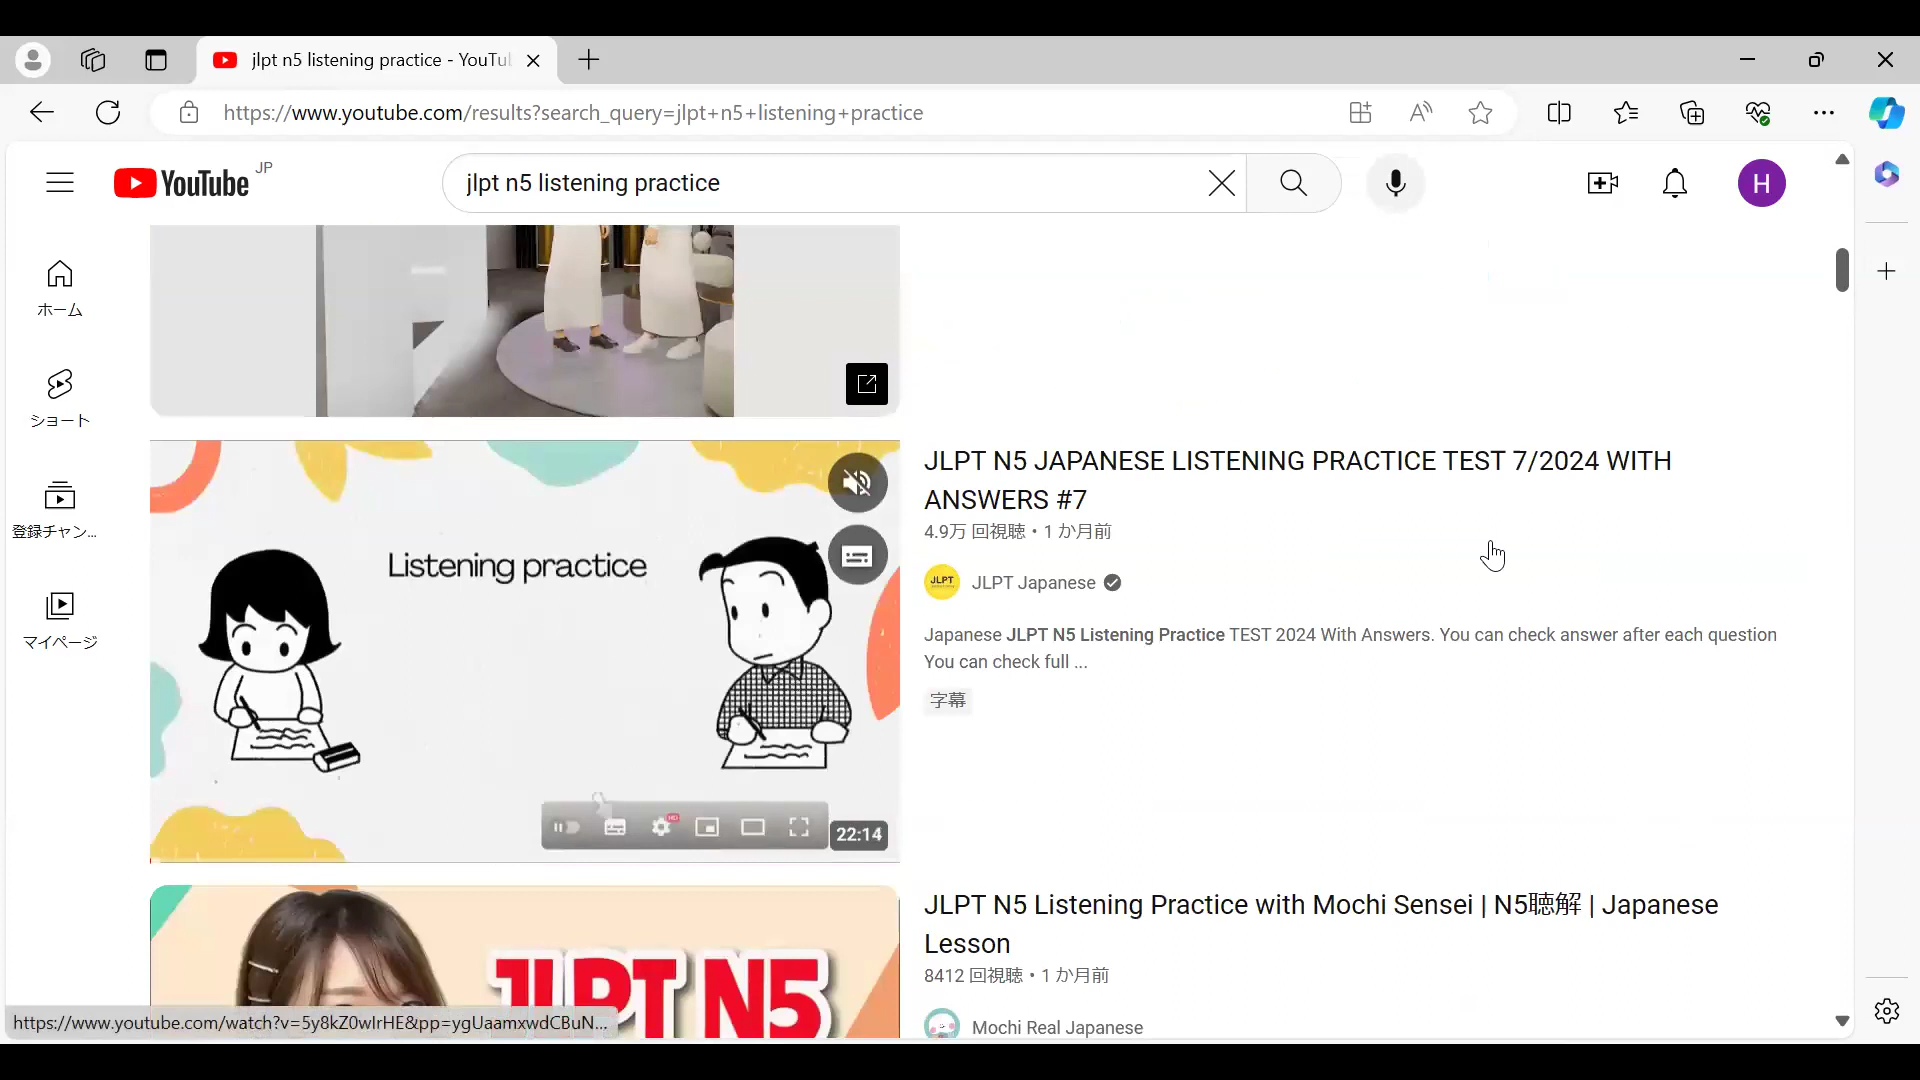 jlpt n5 listening practice - YouTu
https://www.youtube.com/results?search_query=jlpt+n5+listening+practice
YouTube JP
jlpt n5 listening practice
H
ホーム
ショート
登録チャン...
マイページ
Listening practice
22:14
JLPT N5 JAPANESE LISTENING PRACTICE TEST 7/2024 WITH
ANSWERS #7
4.9万 回視聴・1 か月前
JLPT
JLPT Japanese
Japanese JLPT N5 Listening Practice TEST 2024 With Answers. You can check answer after each question
You can check full ...
字幕
JLPT N5
JLPT N5 Listening Practice with Mochi Sensei | N5聴解 | Japanese
Lesson
8412 回視聴・1 か月前
Mochi Real Japanese
https://www.youtube.com/watch?v=5y8kZ0wIrHE&pp=ygUaamxwdCBuN...